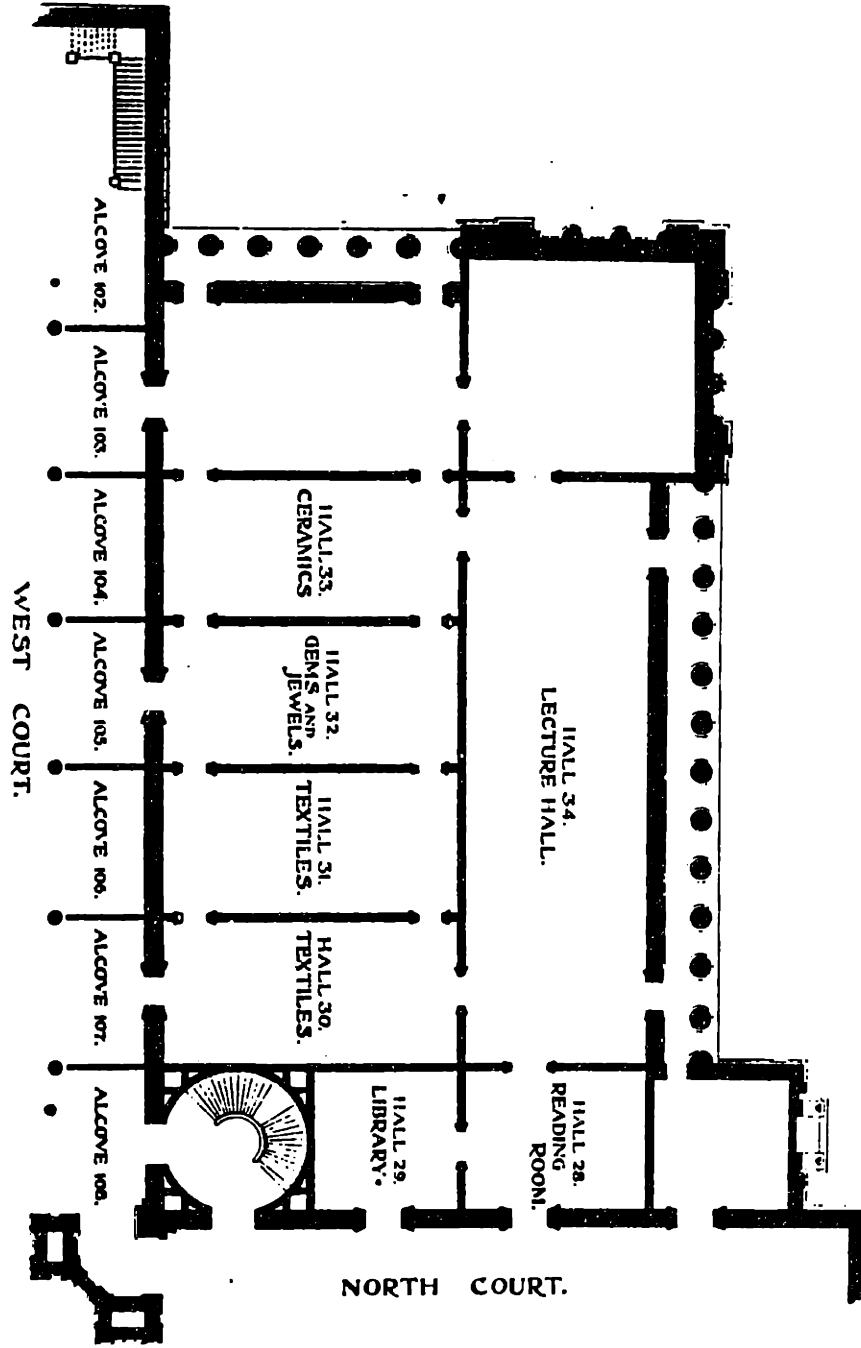 ALCOVE 102.
ALCOVE 103.
ALCOVE 104.
ALCOVE 105.
ALCOVE 106.
ALCOVE 107.
ALCOVE 108.
WEST COURT.
HALL 33.
CERAMICS
HALL 32.
GEMS AND
JEWELS.
HALL 31.
TEXTILES.
HALL 30.
TEXTILES.
HALL 34.
LECTURE HALL.
HALL 29.
LIBRARY.
HALL 28.
READING
ROOM.
NORTH COURT.